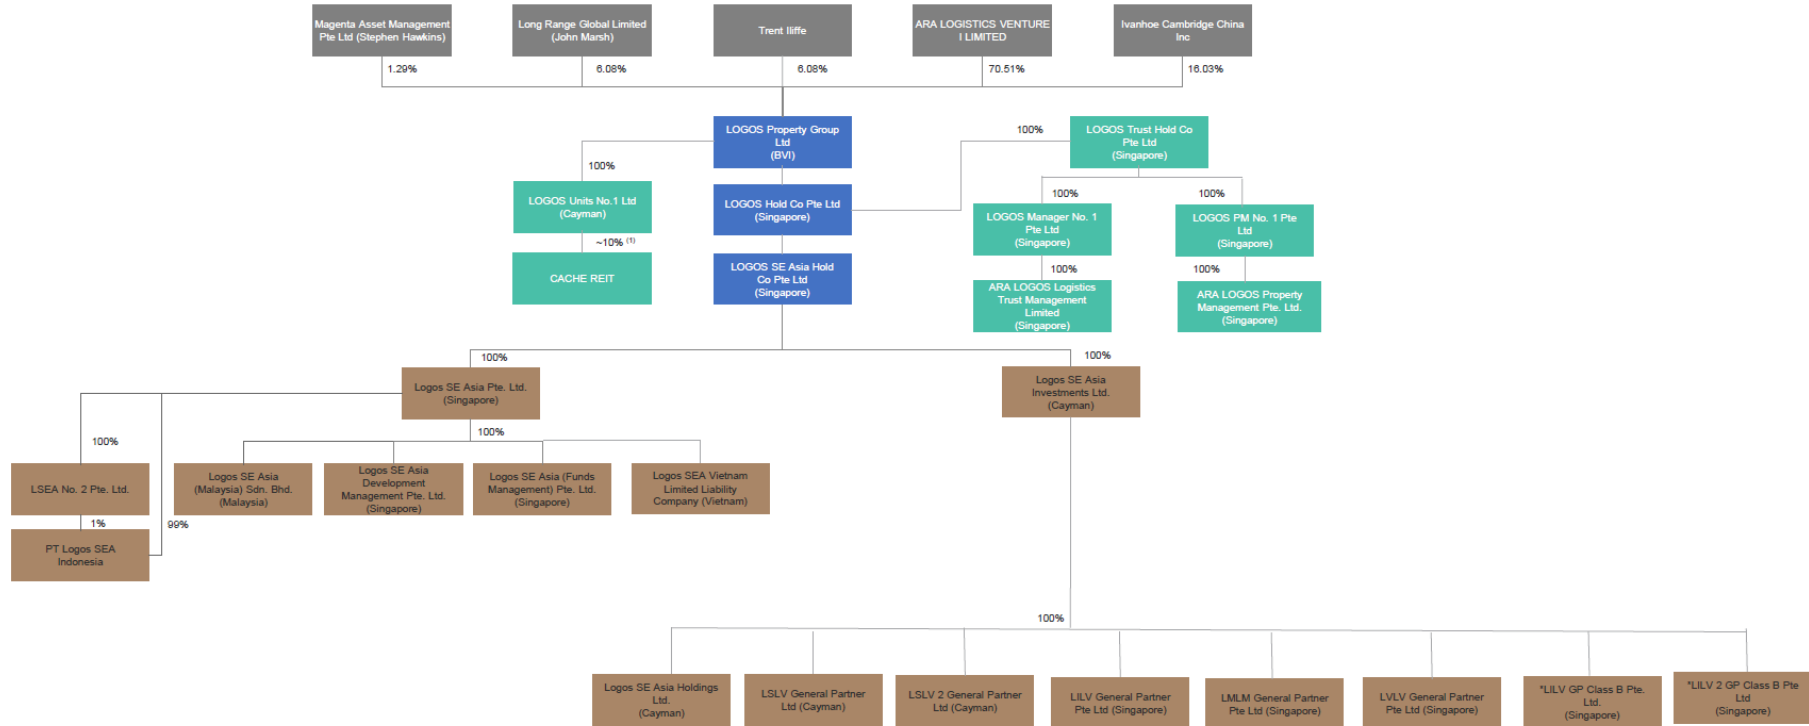 Magenta Asset Management
Pte Ltd (Stephen Hawkins)
Long Range Global Limited
(John Marsh)
Trent Iliffe
ARA LOGISTICS VENTURE
I LIMITED
Ivanhoe Cambridge China
Inc
1.29%
6.08%
6.08%
70.51%
16.03%
LOGOS Property Group
Ltd
(BVI)
100%
LOGOS Trust Hold Co
Pte Ltd
(Singapore)
100%
LOGOS Units No.1 Ltd
(Cayman)
LOGOS Hold Co Pte Ltd
(Singapore)
100%
100%
LOGOS Manager No. 1
Pte Ltd
(Singapore)
LOGOS PM No. 1 Pte
Ltd
(Singapore)
~10% (1)
CACHE REIT
LOGOS SE Asia Hold
Co Pte Ltd
(Singapore)
100%
100%
ARA LOGOS Logistics
Trust Management
Limited
(Singapore)
ARA LOGOS Property
Management Pte. Ltd.
(Singapore)
100%
100%
Logos SE Asia Pte. Ltd.
(Singapore)
Logos SE Asia
Investments Ltd.
(Cayman)
100%
100%
LSEA No. 2 Pte. Ltd.
Logos SE Asia
(Malaysia) Sdn. Bhd.
(Malaysia)
Logos SE Asia
Development
Management Pte. Ltd.
(Singapore)
Logos SE Asia (Funds
Management) Pte. Ltd.
(Singapore)
Logos SEA Vietnam
Limited Liability
Company (Vietnam)
1%
99%
PT Logos SEA
Indonesia
100%
Logos SE Asia Holdings
Ltd.
(Cayman)
LSLV General Partner
Ltd (Cayman)
LSLV 2 General Partner
Ltd (Cayman)
LILV General Partner
Pte Ltd (Singapore)
LMLM General Partner
Pte Ltd (Singapore)
LVLV General Partner
Pte Ltd (Singapore)
*LILV GP Class B Pte.
Ltd.
(Singapore)
*LILV 2 GP Class B Pte
Ltd
(Singapore)